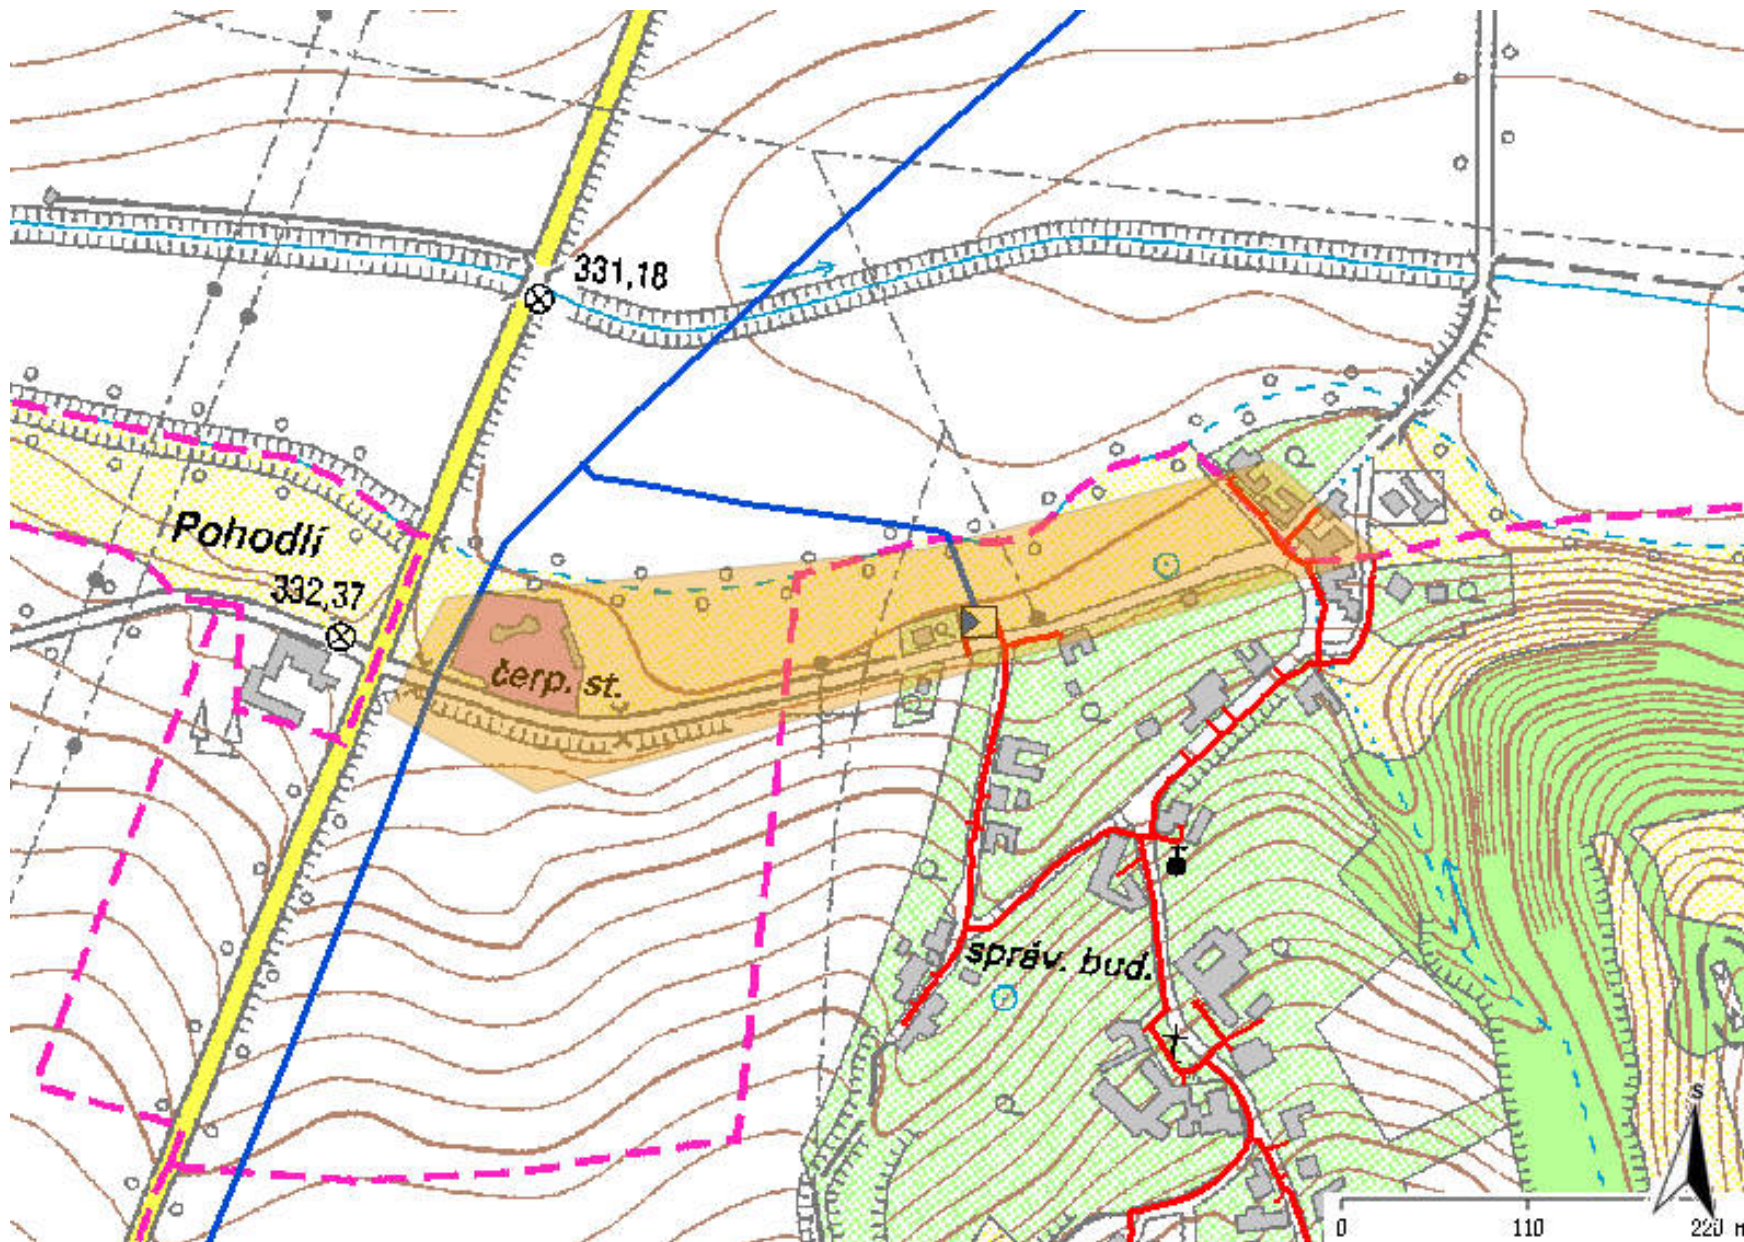 331,18
Pohodlí
332,37
čerp. st.
správ. bud.
S
0 110 220 m